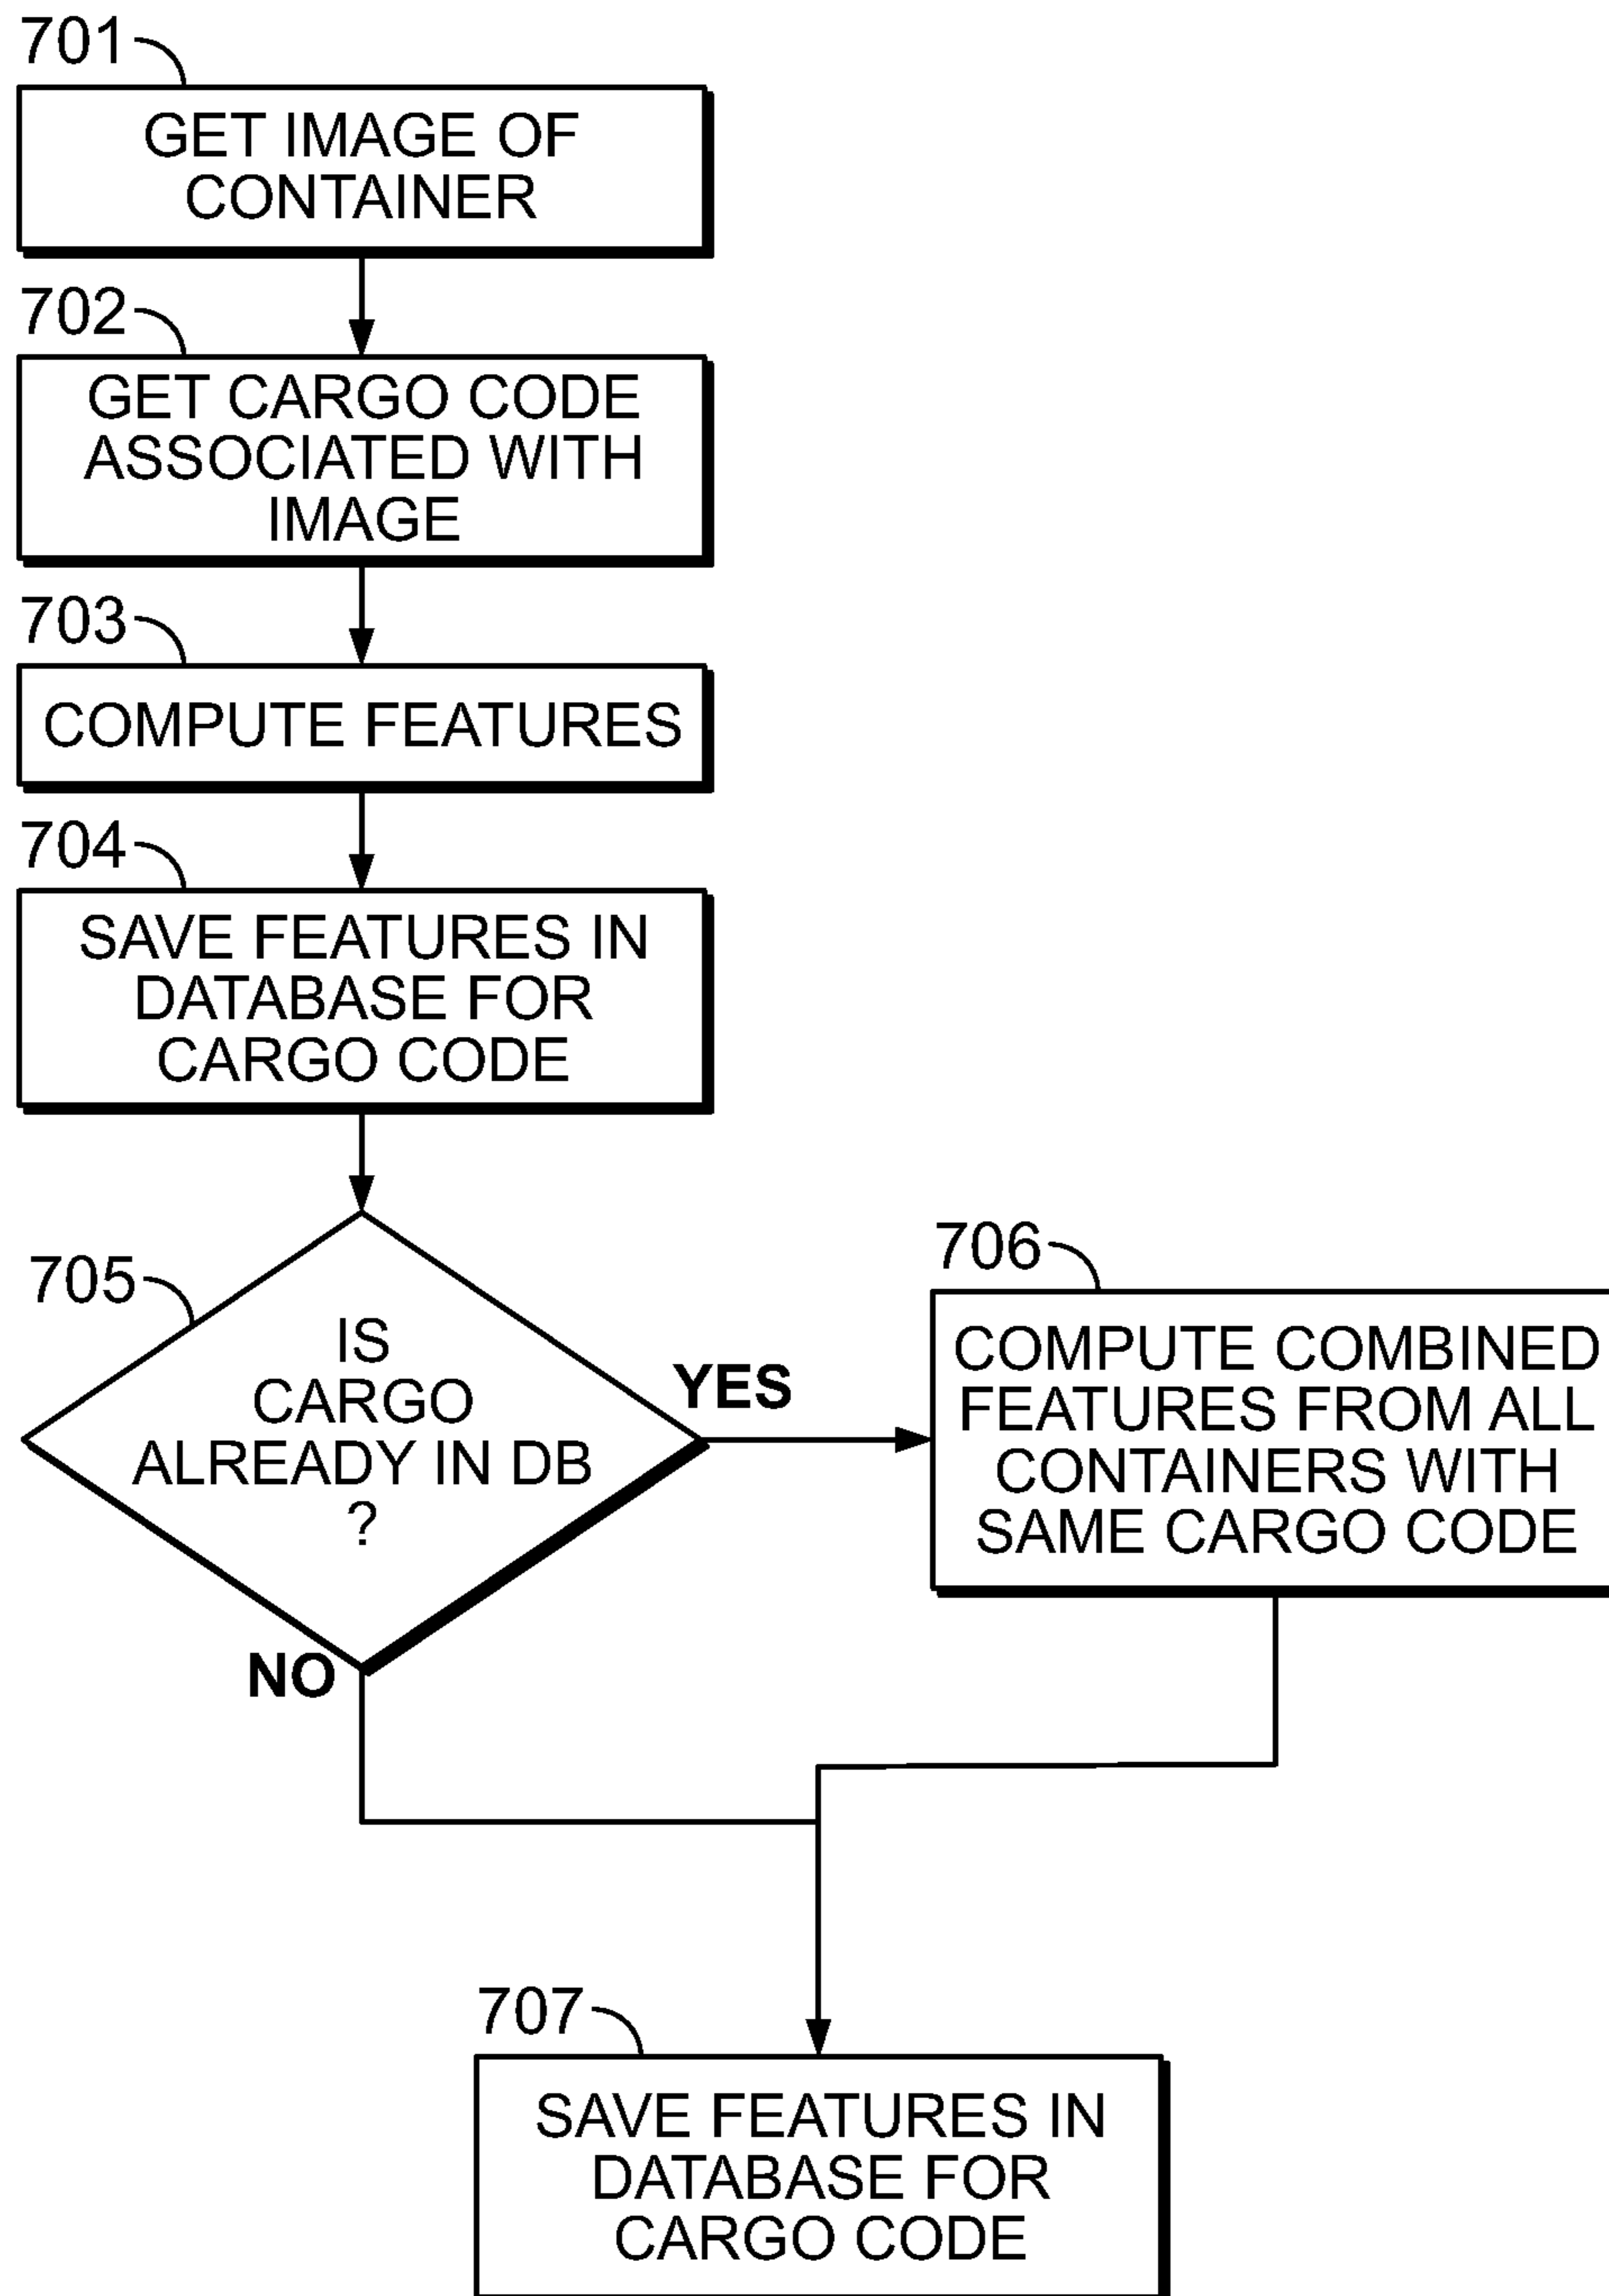 701
GET IMAGE OF
CONTAINER
702
GET CARGO CODE
ASSOCIATED WITH
IMAGE
703
COMPUTE FEATURES
704
SAVE FEATURES IN
DATABASE FOR
CARGO CODE
705
IS
CARGO
ALREADY IN DB
?
YES
NO
706
COMPUTE COMBINED
FEATURES FROM ALL
CONTAINERS WITH
SAME CARGO CODE
707
SAVE FEATURES IN
DATABASE FOR
CARGO CODE